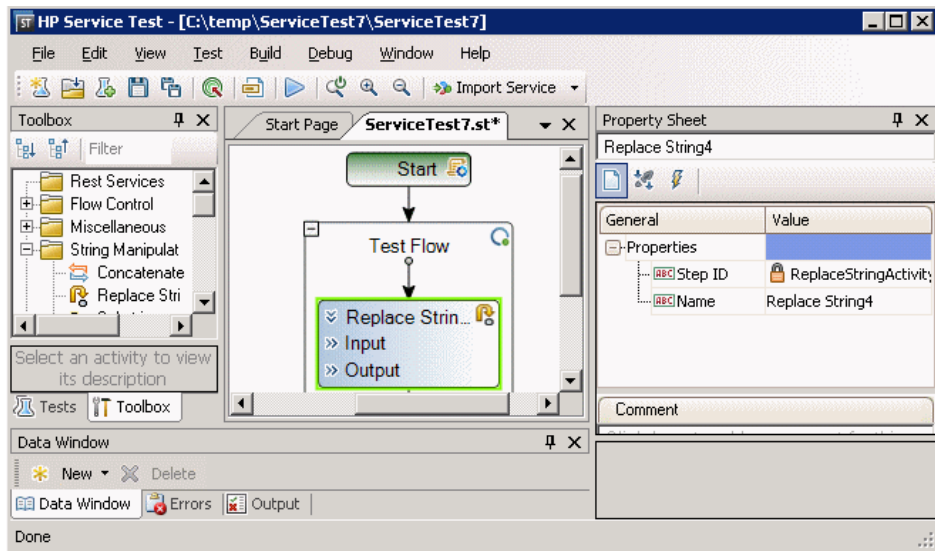 ST HP Service Test - [C:\temp\ServiceTest7\ServiceTest7]
File Edit View Test Build Debug Window Help
Import Service
Toolbox
Filter
Rest Services
Flow Control
Miscellaneous
String Manipulat
Concatenate
Replace Stri
Select an activity to view
its description
Tests Toolbox
Start Page ServiceTest7.st*
Start
Test Flow
Replace Strin...
Input
Output
Property Sheet
Replace String4
General Value
Properties
ABC Step ID ReplaceStringActivity
ABC Name Replace String4
Comment
Data Window
New Delete
Data Window Errors Output
Done